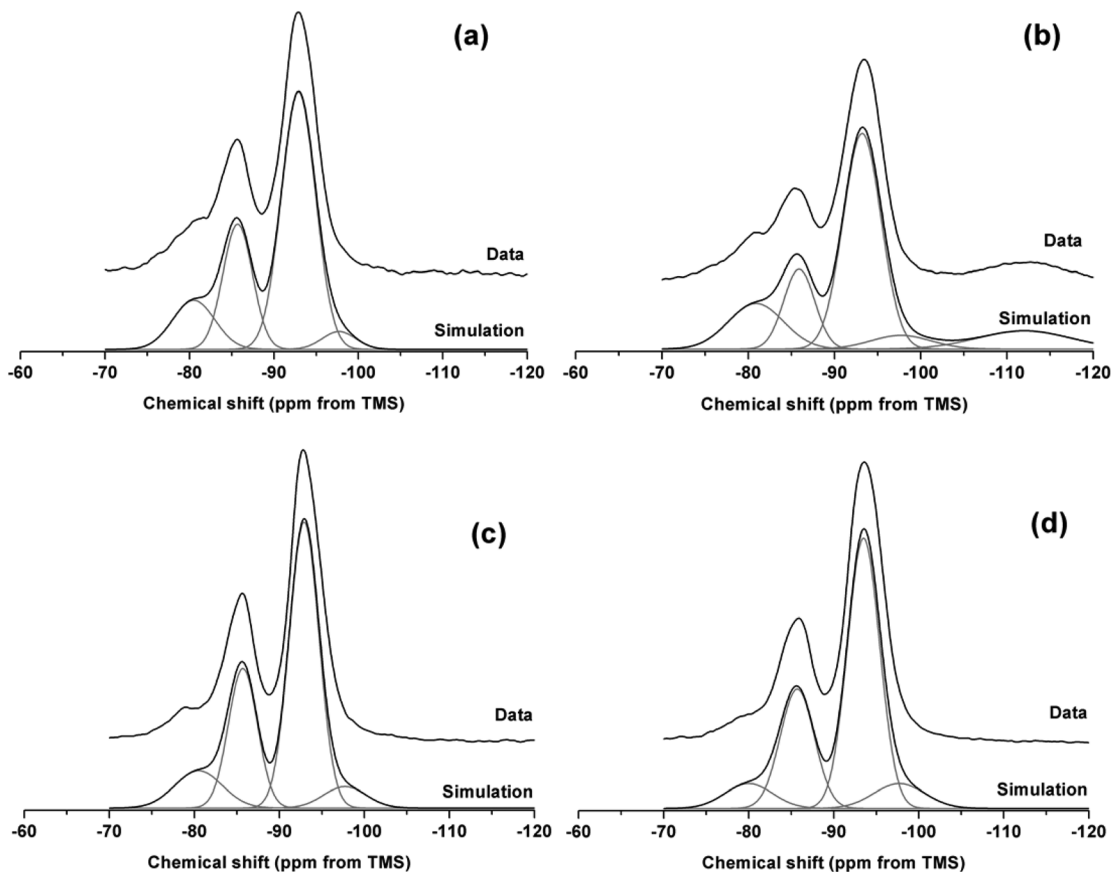 (a)
Data
Simulation
-60 -70 -80 -90 -100 -110 -120
Chemical shift (ppm from TMS)
(b)
Data
Simulation
-60 -70 -80 -90 -100 -110 -120
Chemical shift (ppm from TMS)
(c)
Data
Simulation
-60 -70 -80 -90 -100 -110 -120
Chemical shift (ppm from TMS)
(d)
Data
Simulation
-60 -70 -80 -90 -100 -110 -120
Chemical shift (ppm from TMS)